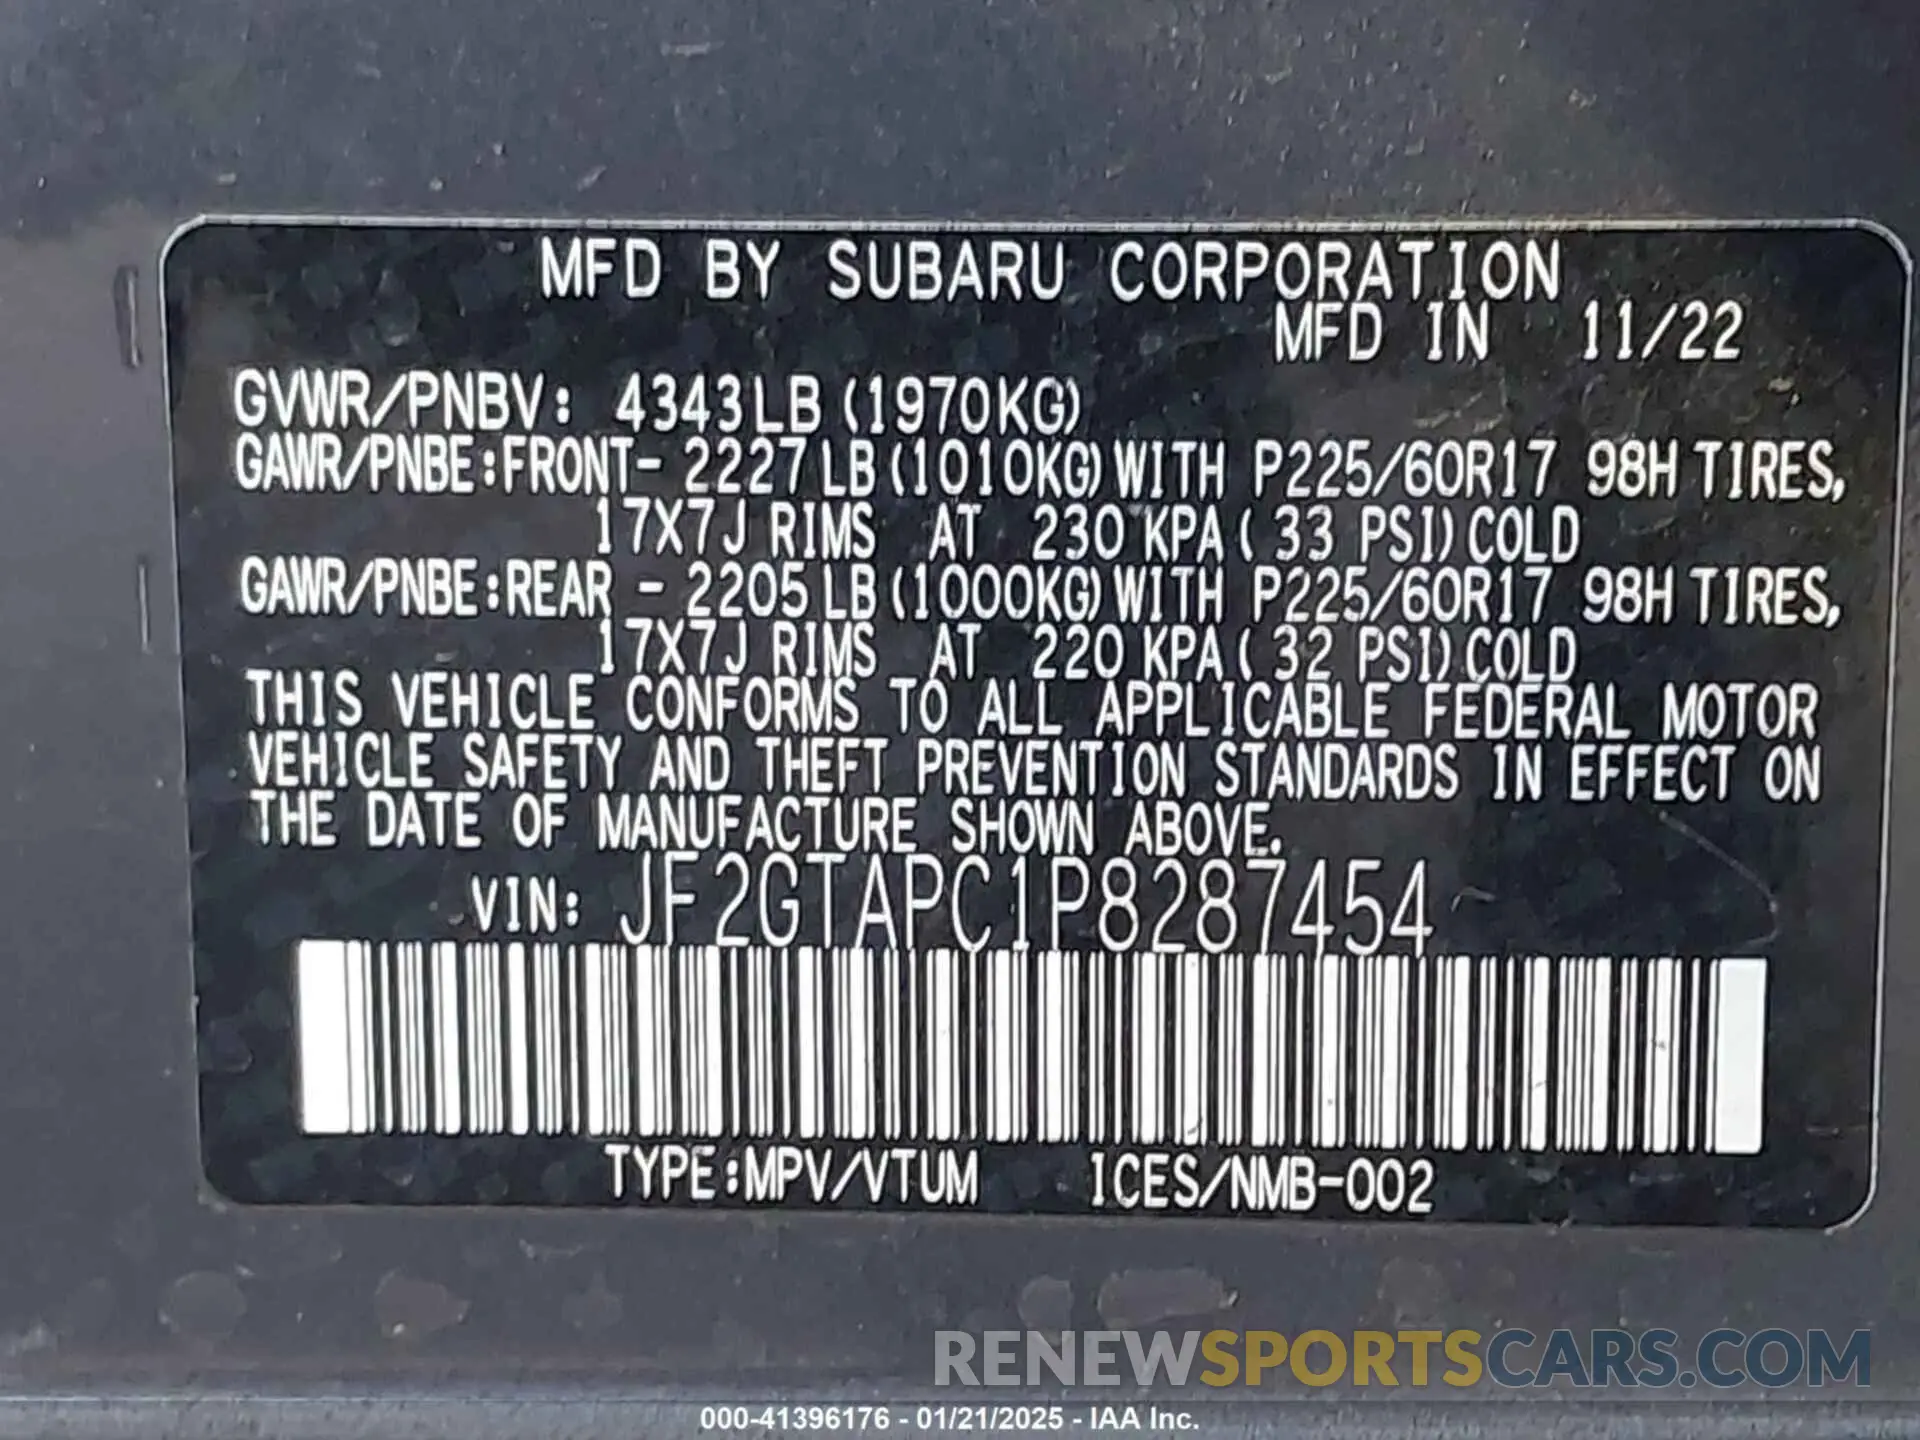 MFD BY SUBARU CORPORATION
MFD IN 11/22
GVWR/PNBV: 4343LB (1970KG)
GAWR/PNBE:FRONT- 2227LB(1010KG)WITH P225/60R17 98H TIRES,
17X7J RIMS AT 230 KPA( 33 PSI)COLD
GAWR/PNBE:REAR - 2205LB(1000KG)WITH P225/60R17 98H TIRES,
17X7J RIMS AT 220 KPA( 32 PSI)COLD
THIS VEHICLE CONFORMS TO ALL APPLICABLE FEDERAL MOTOR
VEHICLE SAFETY AND THEFT PREVENTION STANDARDS IN EFFECT ON
THE DATE OF MANUFACTURE SHOWN ABOVE.
VIN: JF2GTAPC1P8287454
TYPE:MPV/VTUM ICES/NMB-002
RENEWSPORTSCARS.COM
000-41396176 - 01/21/2025 - IAA Inc.